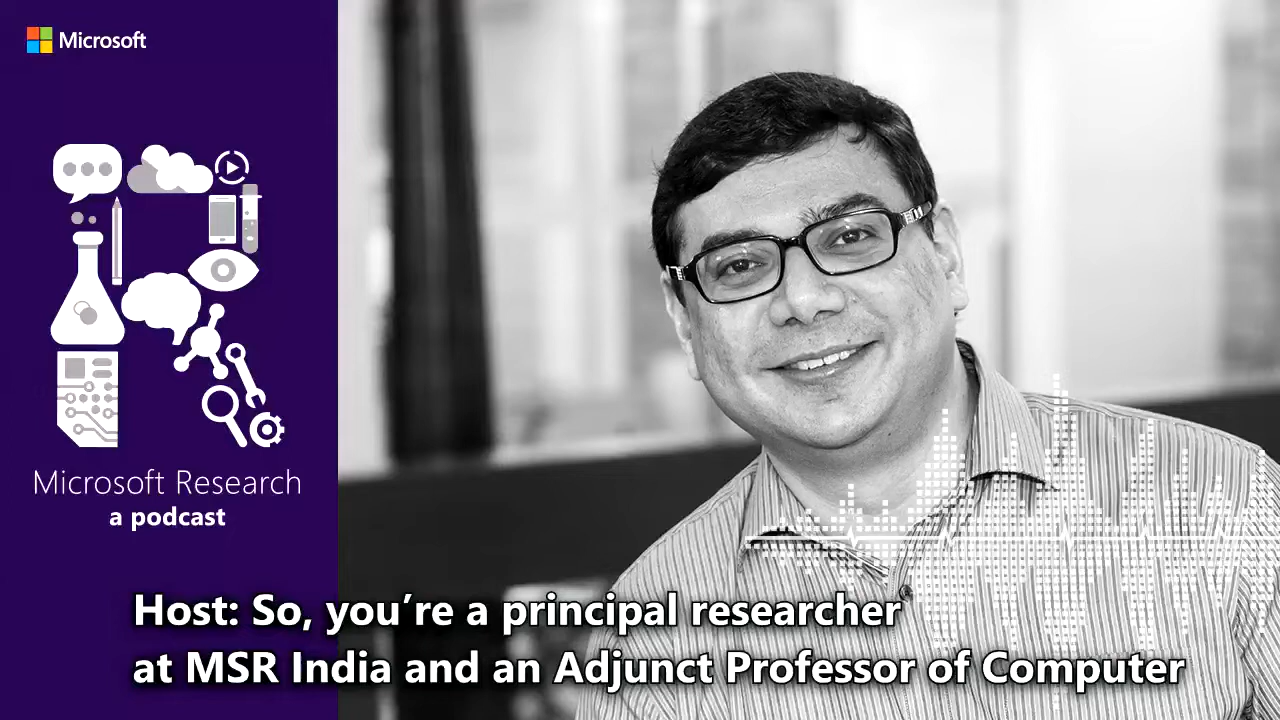 Microsoft
Microsoft Research
a podcast
Host: So, you’re a principal researcher
at MSR India and an Adjunct Professor of Computer